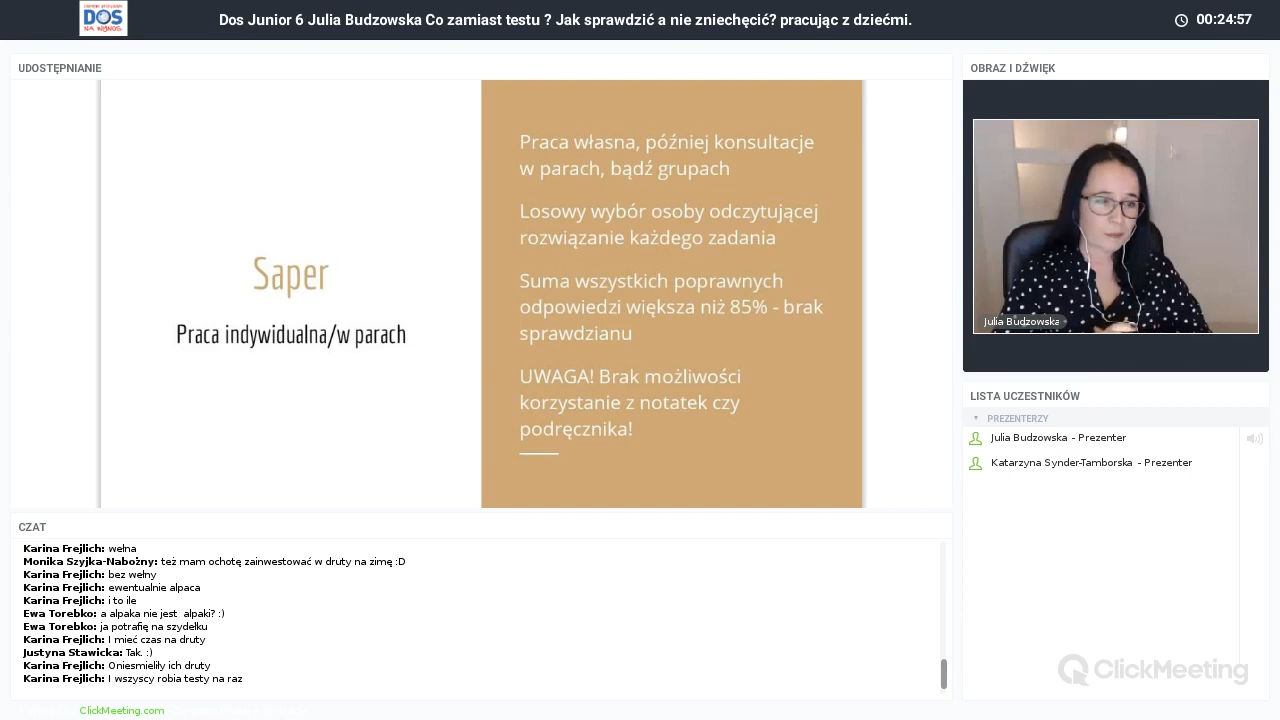 DOS
NA WYNOS
Dos Junior 6 Julia Budzowska Co zamiast testu ? Jak sprawdzić a nie zniechęcić? pracując z dziećmi.
00:24:57
UDOSTĘPNIANIE
Saper
Praca indywidualna/w parach
Praca własna, później konsultacje
w parach, bądź grupach
Losowy wybór osoby odczytującej
rozwiązanie każdego zadania
Suma wszystkich poprawnych
odpowiedzi większa niż 85% - brak
sprawdzianu
UWAGA! Brak możliwości
korzystanie z notatek czy
podręcznika!
OBRAZ I DŹWIĘK
Julia Budzowska
LISTA UCZESTNIKÓW
PREZENTERZY
Julia Budzowska - Prezenter
Katarzyna Synder-Tamborska - Prezenter
ClickMeeting
CZAT
Karina Frejlich: wełna
Monika Szyjka-Nabożny: też mam ochotę zainwestować w druty na zimę :D
Karina Frejlich: bez wełny
Karina Frejlich: ewentualnie alpaca
Karina Frejlich: i to ile
Ewa Torebko: a alpaka nie jest alpaki? :)
Ewa Torebko: ja potrafię na szydełku
Karina Frejlich: I mieć czas na druty
Justyna Stawicka: Tak. :)
Karina Frejlich: Oniesmieliły ich druty
Karina Frejlich: I wszyscy robia testy na raz
ClickMeeting.com